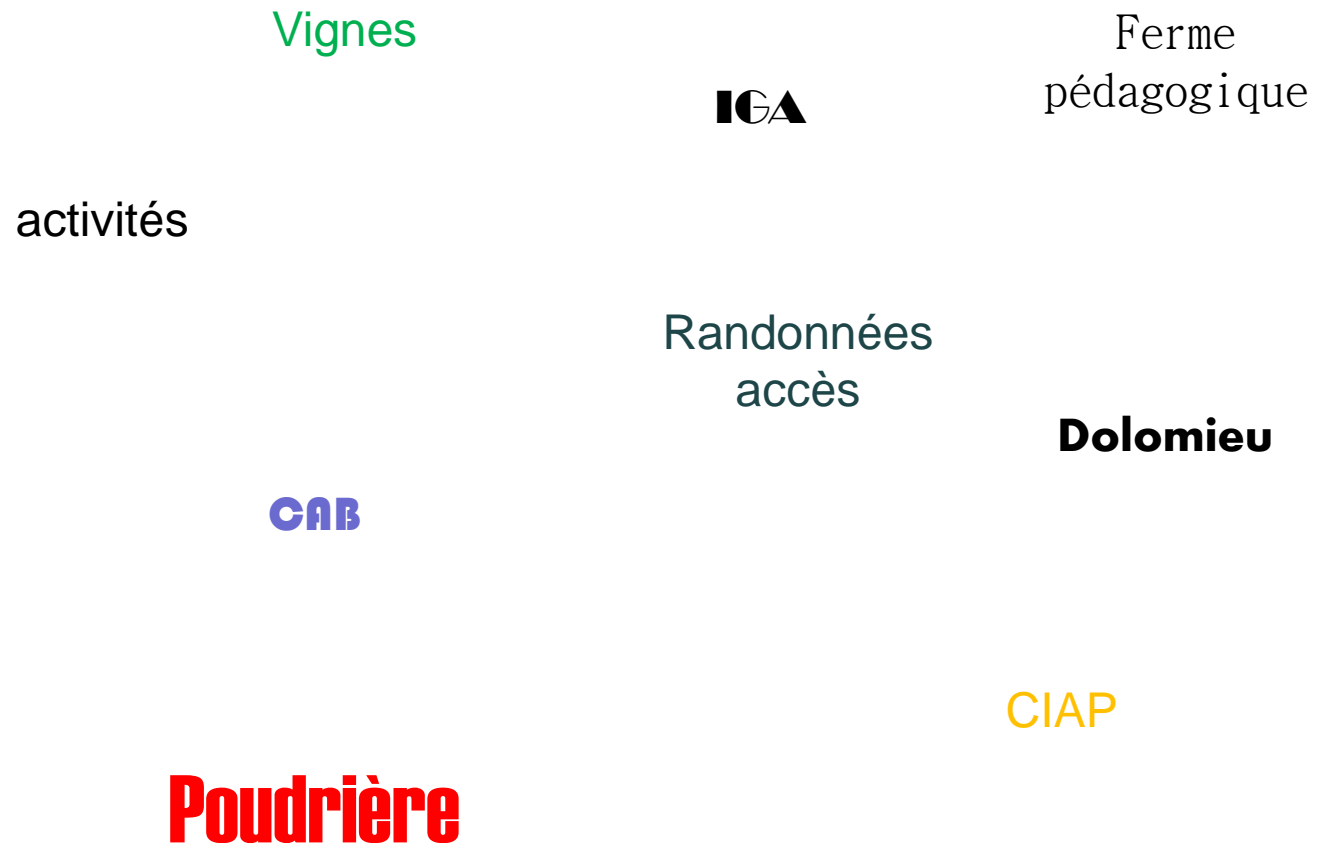 Vignes
Ferme
pédagogique
IGA
activités
Randonnées
accès
Dolomieu
CAB
CIAP
Poudrière